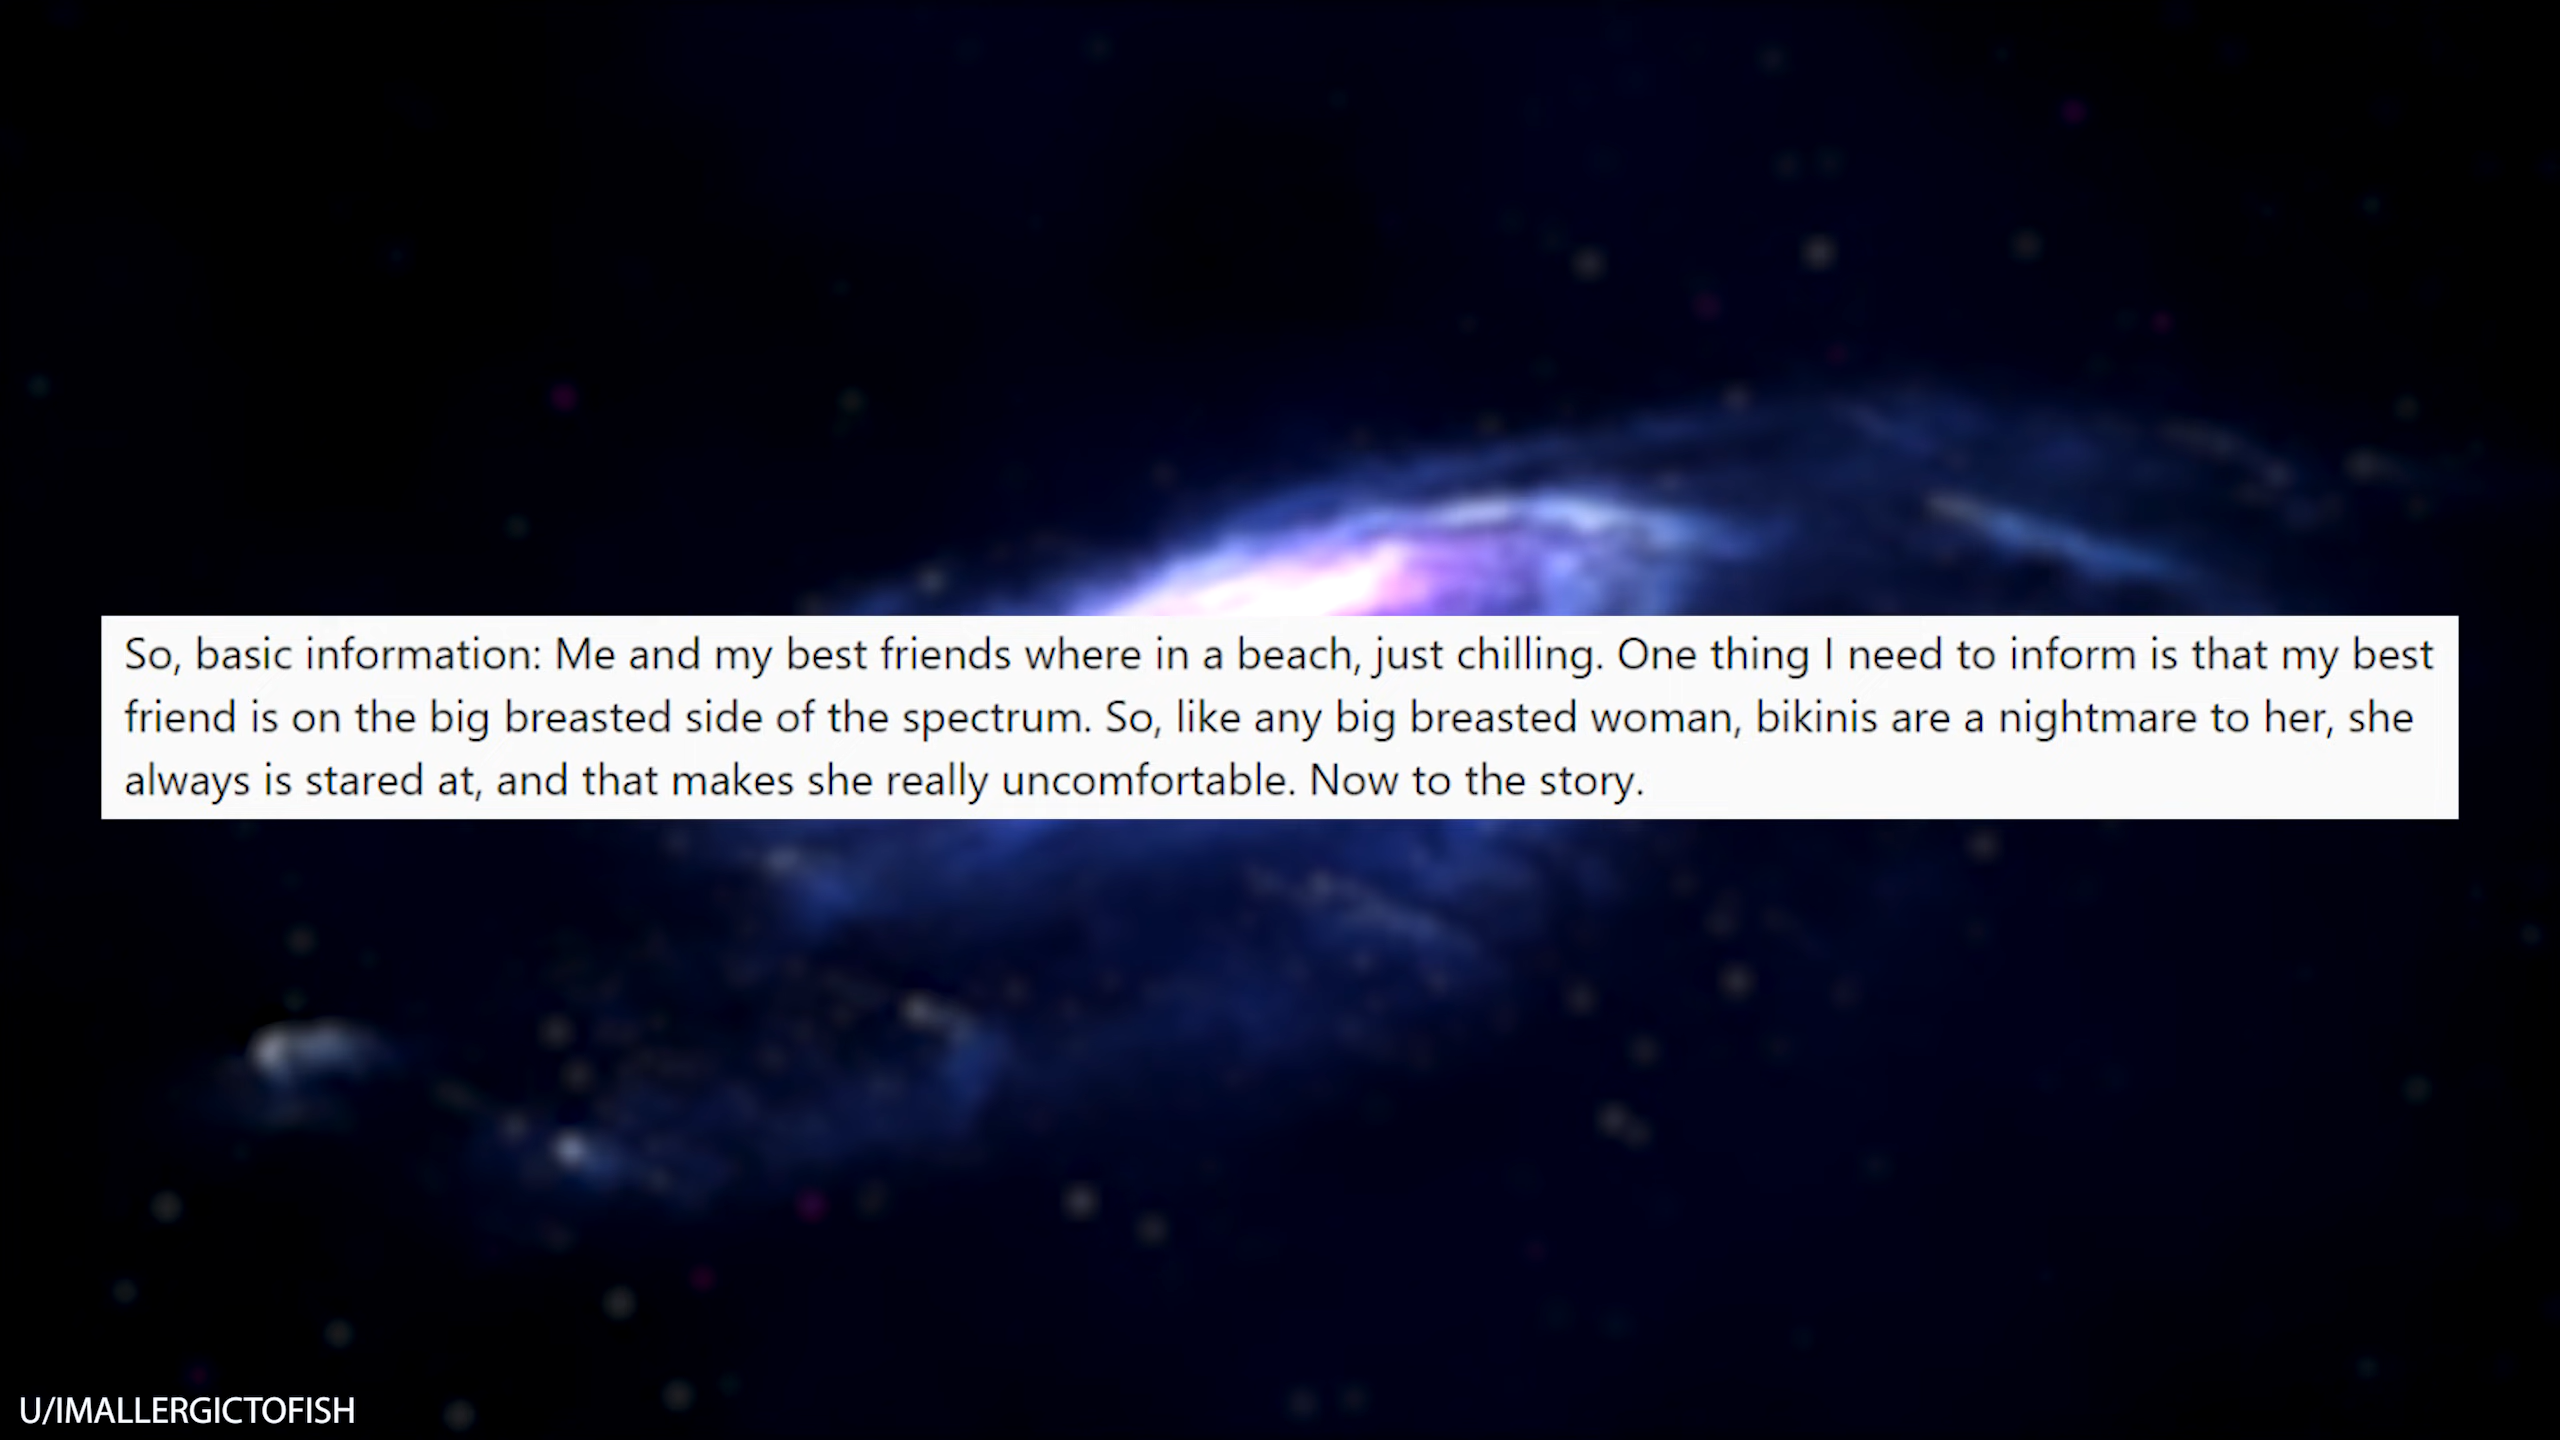 So, basic information: Me and my best friends where in a beach, just chilling. One thing I need to inform is that my best
friend is on the big breasted side of the spectrum. So, like any big breasted woman, bikinis are a nightmare to her, she
always is stared at, and that makes she really uncomfortable. Now to the story.
U/IMALLERGICTOFISH